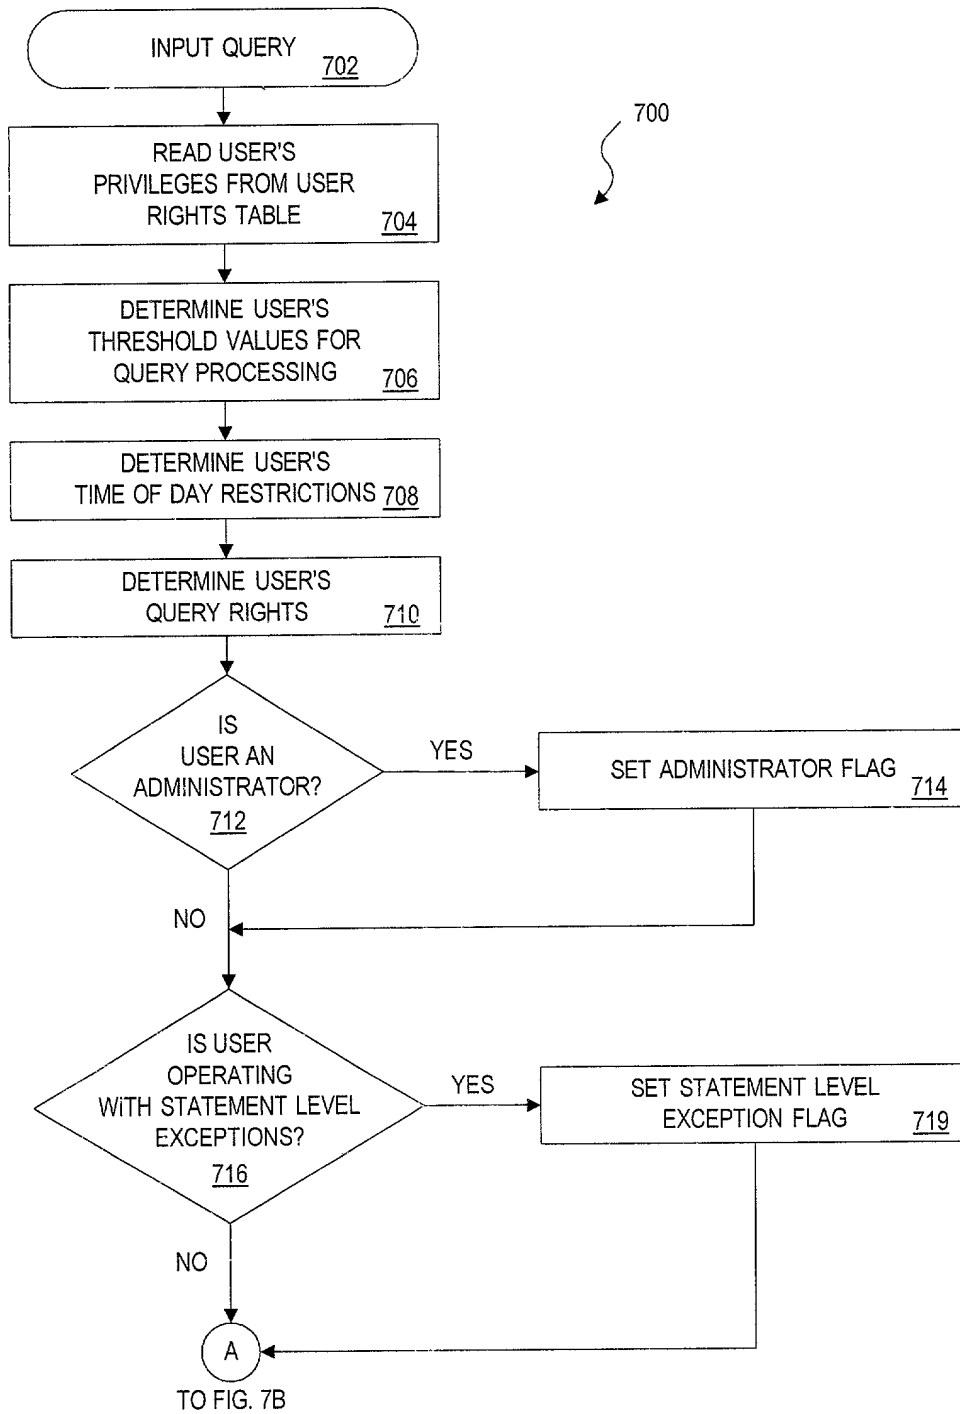 INPUT QUERY
702
700
READ USER'S
PRIVILEGES FROM USER
RIGHTS TABLE
704
DETERMINE USER'S
THRESHOLD VALUES FOR
QUERY PROCESSING
706
DETERMINE USER'S
TIME OF DAY RESTRICTIONS
708
DETERMINE USER'S
QUERY RIGHTS
710
IS
USER AN
ADMINISTRATOR?
712
YES
SET ADMINISTRATOR FLAG
714
NO
IS USER
OPERATING
WiTH STATEMENT LEVEL
EXCEPTIONS?
716
YES
SET STATEMENT LEVEL
EXCEPTION FLAG
719
NO
A
TO FIG. 7B